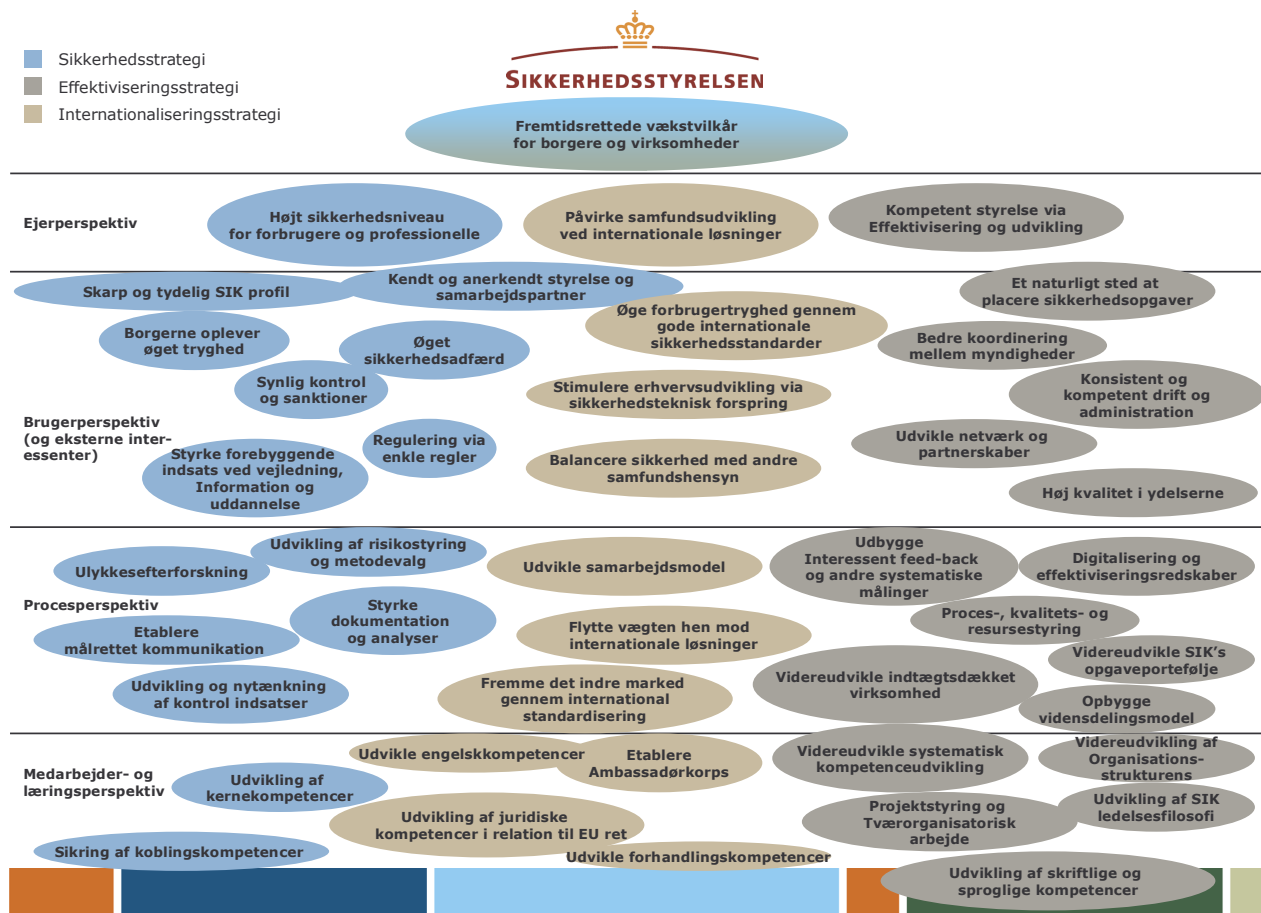 Sikkerhedsstrategi
Effektiviseringsstrategi
Internationaliseringsstrategi
SIKKERHEDSSTYRELSEN
Fremtidsrettede vækstvilkår
for borgere og virksomheder
Ejerperspektiv
Højt sikkerhedsniveau
for forbrugere og professionelle
Påvirke samfundsudvikling
ved internationale løsninger
Kompetent styrelse via
Effektivisering og udvikling
Brugerperspektiv
(og eksterne inter-
essenter)
Skarp og tydelig SIK profil
Kendt og anerkendt styrelse og
samarbejdspartner
Borgerne oplever
øget tryghed
Øget
sikkerhedsadfærd
Synlig kontrol
og sanktioner
Regulering via
enkle regler
Styrke forebyggende
indsats ved vejledning,
Information og
uddannelse
Øge forbrugertryghed gennem
gode internationale
sikkerhedsstandarder
Stimulere erhvervsudvikling via
sikkerhedsteknisk forspring
Balancere sikkerhed med andre
samfundshensyn
Et naturligt sted at
placere sikkerhedsopgaver
Bedre koordinering
mellem myndigheder
Konsistent og
kompetent drift og
administration
Udvikle netværk og
partnerskaber
Høj kvalitet i ydelserne
Procesperspektiv
Ulykkesefterforskning
Udvikling af risikostyring
og metodevalg
Styrke
dokumentation
og analyser
Etablere
målrettet kommunikation
Udvikling og nytænkning
af kontrol indsatser
Udvikle samarbejdsmodel
Flytte vægten hen mod
internationale løsninger
Fremme det indre marked
gennem international
standardisering
Udbygge
Interessent feed-back
og andre systematiske
målinger
Digitalisering og
effektiviseringsredskaber
Proces-, kvalitets- og
resursestyring
Videreudvikle SIK’s
opgaveportefølje
Videreudvikle indtægtsdækket
virksomhed
Opbygge
vidensdelingsmodel
Medarbejder- og
læringsperspektiv
Udvikling af
kernekompetencer
Sikring af koblingskompetencer
Udvikle engelskkompetencer
Etablere
Ambassadørkorps
Udvikling af juridiske
kompetencer i relation til EU ret
Udvikle forhandlingskompetencer
Videreudvikle systematisk
kompetenceudvikling
Videreudvikling af
Organisations-
strukturens
Projektstyring og
Tværorganisatorisk
arbejde
Udvikling af SIK
ledelsesfilosofi
Udvikling af skriftlige og
sproglige kompetencer